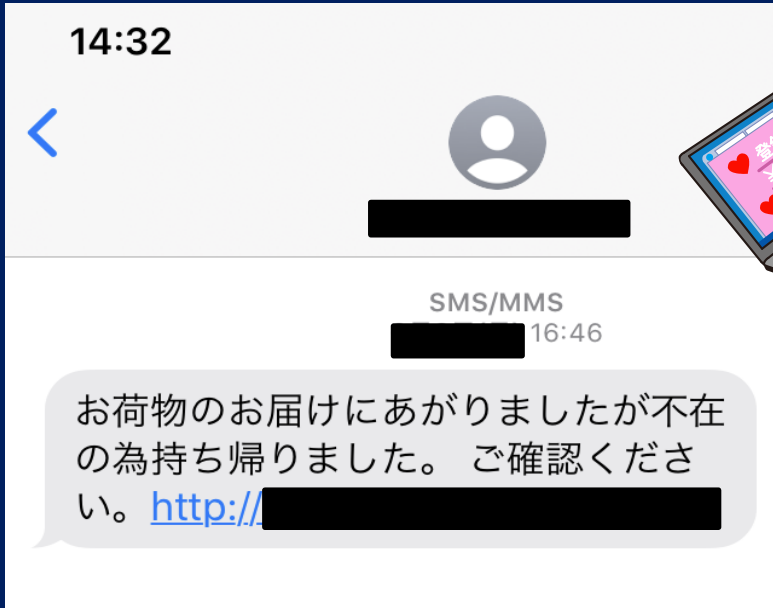 14:32
SMS/MMS
16:46
お荷物のお届けにあがりましたが不在
の為持ち帰りました。 ご確認くださ
い。http://